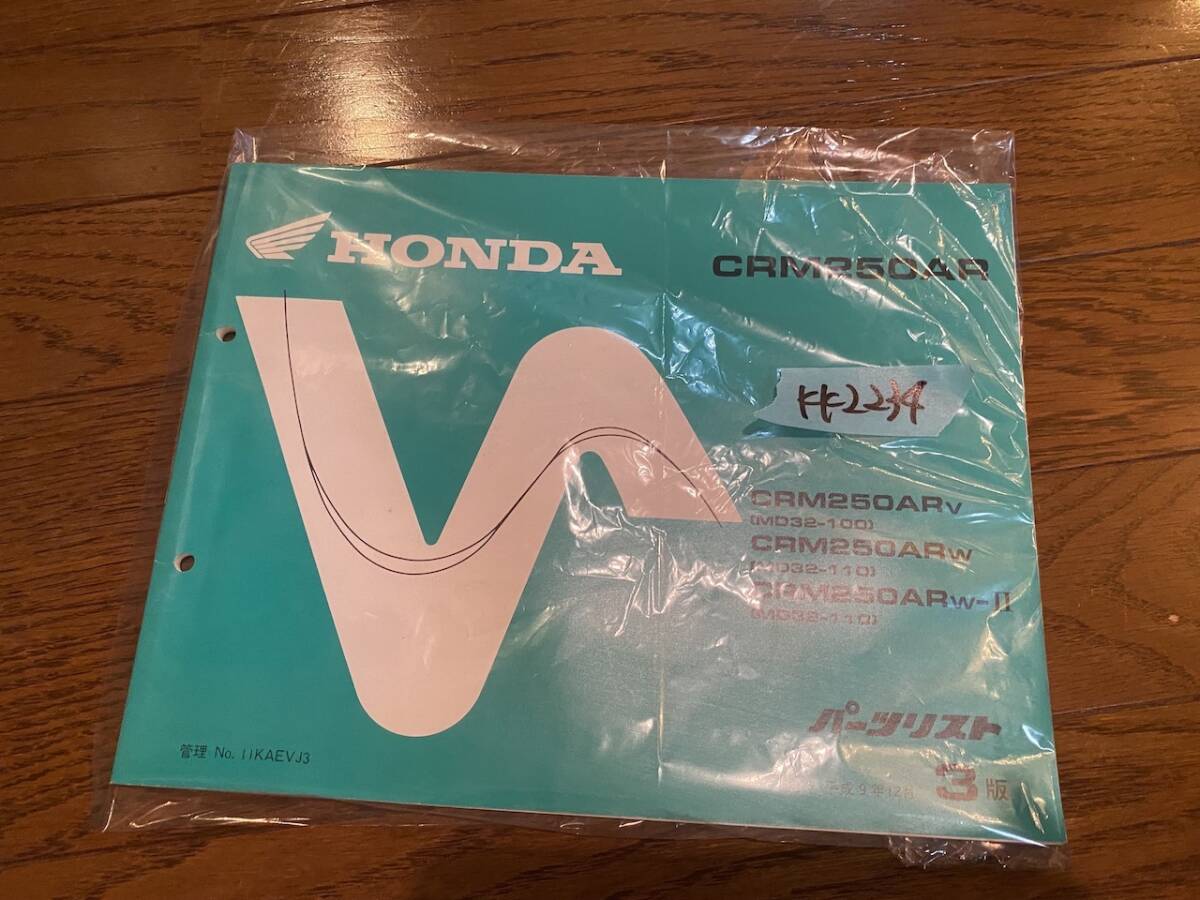 HONDA
CRM250AR
KK2234
CRM250ARV
(MD32-100)
CRM250ARW
(MD32-110)
CRM250ARW-II
(MD32-110)
パーツリスト
管理 No. 11KAEVJ3
平成9年12月
3版